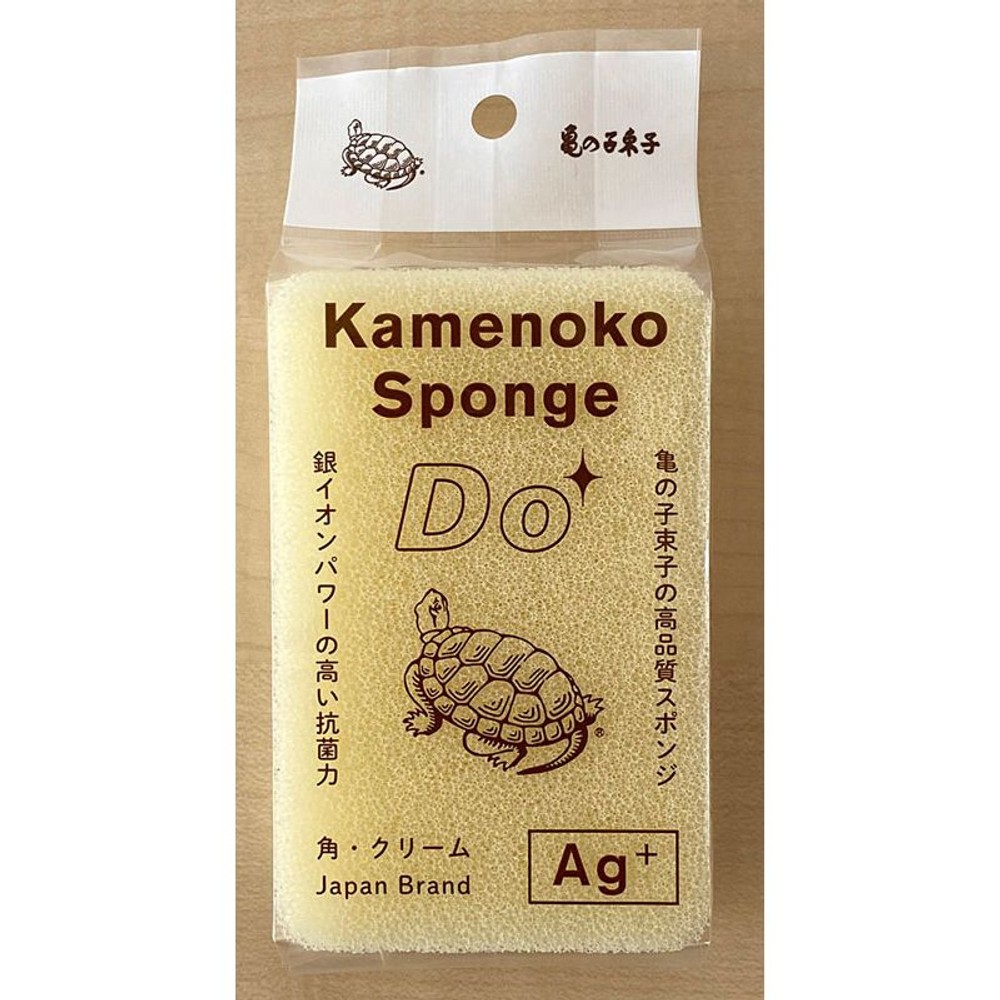 亀の子束子
Kamenoko
Sponge
Do
亀の子束子の高品質スポンジ
銀イオンパワーの高い抗菌力
角・クリーム
Japan Brand
Ag+
®